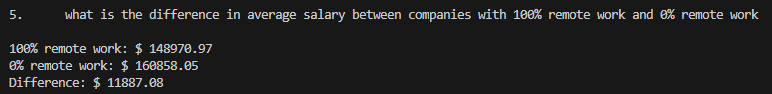 5. what is the difference in average salary between companies with 100% remote work and 0% remote work
100% remote work: $ 148970.97
0% remote work: $ 160858.05
Difference: $ 11887.08